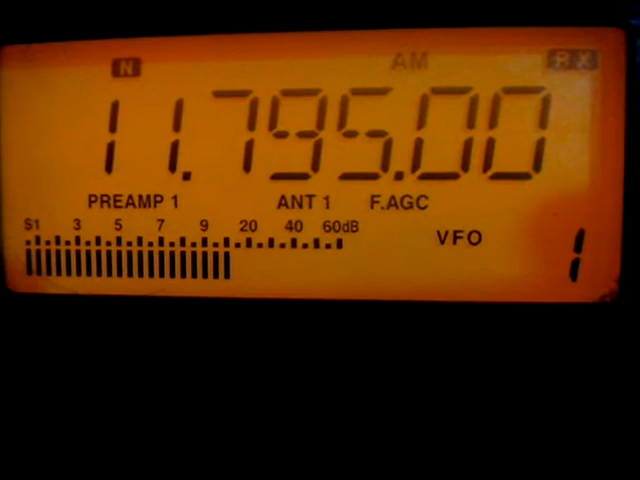 N AM RX
11.795.00
PREAMP 1 ANT 1 F.AGC
S1 3 5 7 9 20 40 60dB
VFO 1